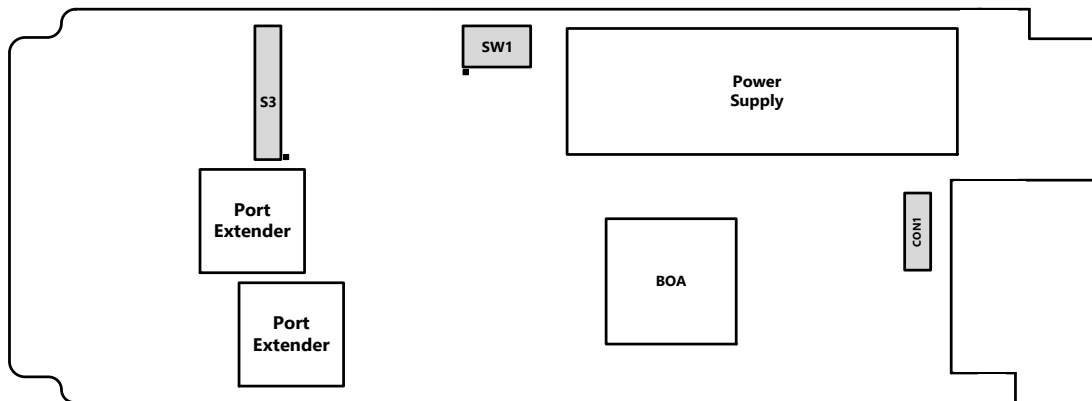 SW1
S3
Power
Supply
Port
Extender
CON1
BOA
Port
Extender